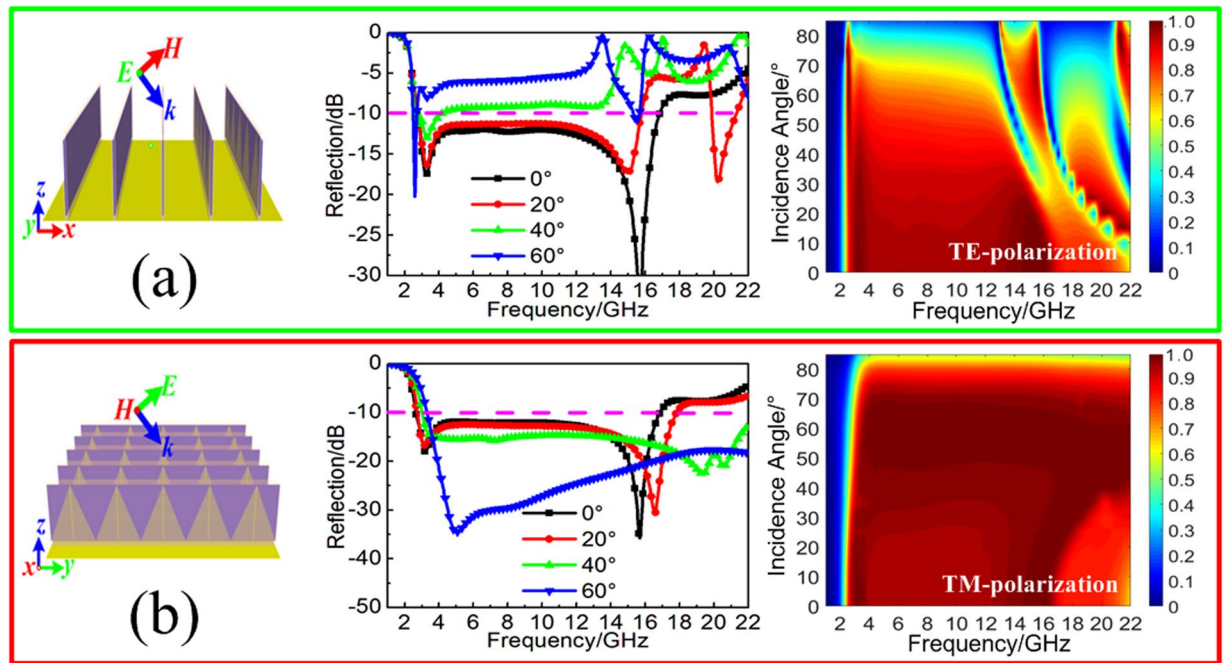 H
E
k
z
y x
(a)
Reflection/dB
0
-5
-10
-15
-20
-25
-30
2 4 6 8 10 12 14 16 18 20 22
Frequency/GHz
0°
20°
40°
60°
Incidence Angle/°
80
70
60
50
40
30
20
10
0
2 4 6 8 10 12 14 16 18 20 22
Frequency/GHz
TE-polarization
1.0
0.9
0.8
0.7
0.6
0.5
0.4
0.3
0.2
0.1
0
E
H
k
z
x y
(b)
Reflection/dB
0
-10
-20
-30
-40
-50
2 4 6 8 10 12 14 16 18 20 22
Frequency/GHz
0°
20°
40°
60°
Incidence Angle/°
80
70
60
50
40
30
20
10
0
2 4 6 8 10 12 14 16 18 20 22
Frequency/GHz
TM-polarization
1.0
0.9
0.8
0.7
0.6
0.5
0.4
0.3
0.2
0.1
0